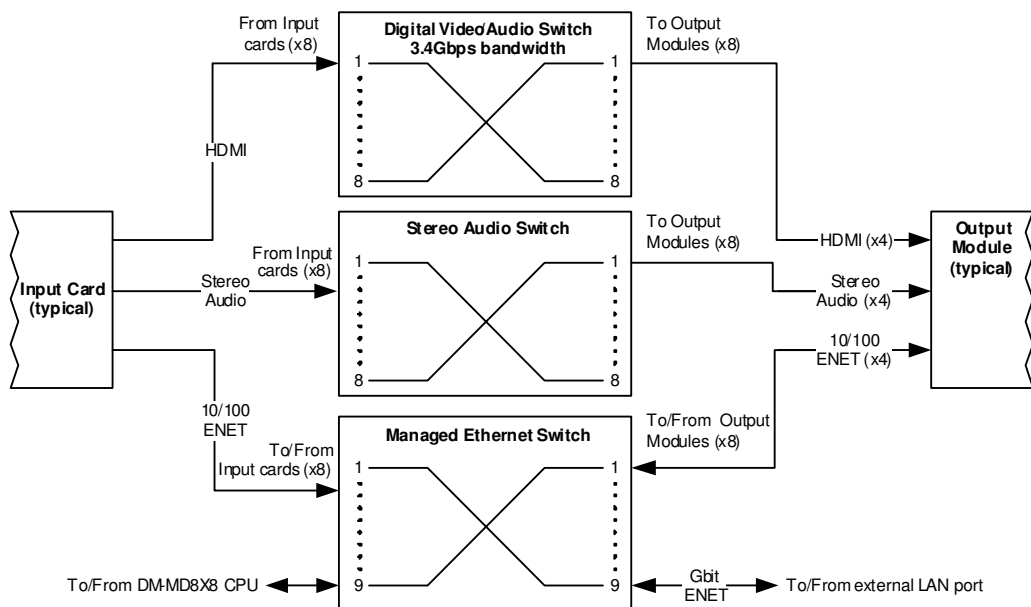 From Input
cards (x8)
Digital Video/Audio Switch
3.4Gbps bandwidth
To Output
Modules (x8)
1
1
8
8
HDMI
Input Card
(typical)
From Input
cards (x8)
Stereo Audio Switch
To Output
Modules (x8)
1
1
8
8
Stereo
Audio
HDMI (x4)
Stereo
Audio (x4)
10/100
ENET (x4)
Output
Module
(typical)
10/100
ENET
To/From
Input cards (x8)
Managed Ethernet Switch
To/From Output
Modules (x8)
1
1
9
9
To/From DM-MD8X8 CPU
Gbit
ENET
To/From external LAN port